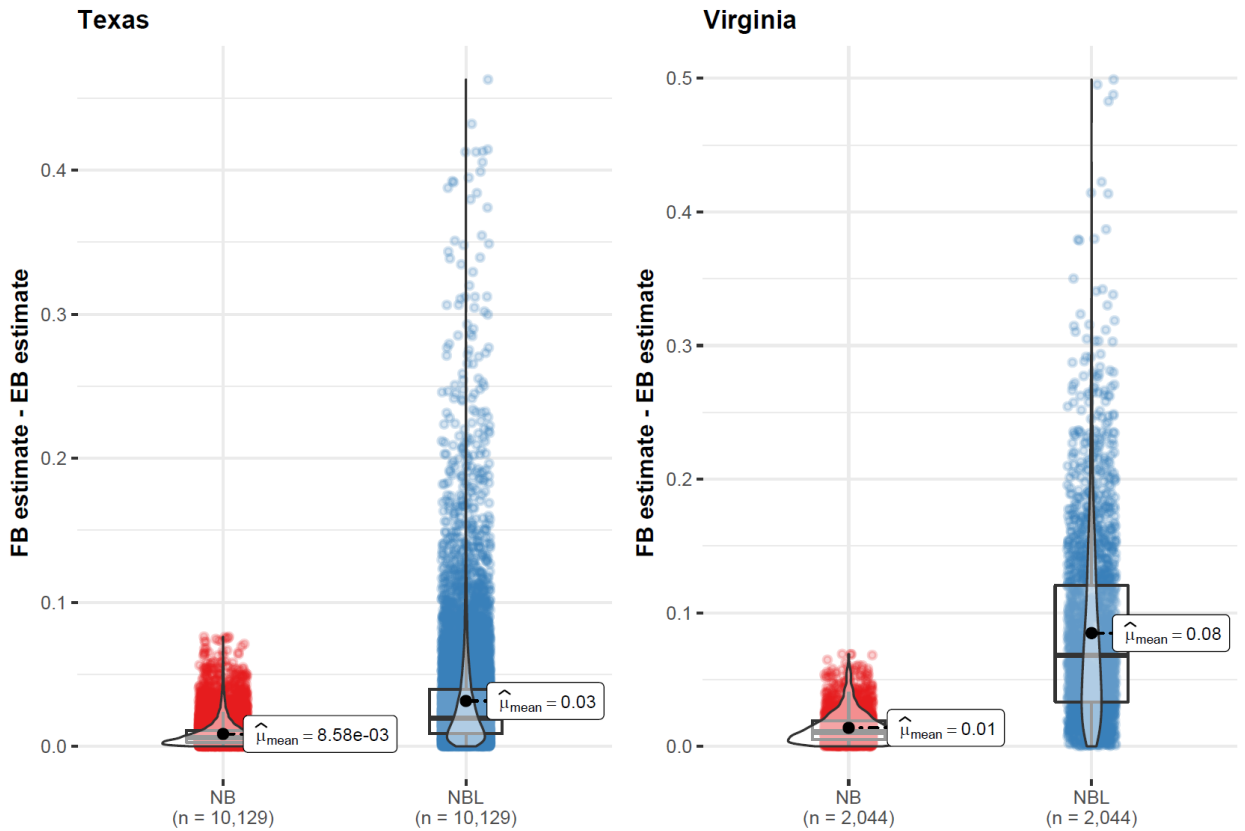 Texas
FB estimate - EB estimate
0.4
0.3
0.2
0.1
0.0
μ̂mean = 8.58e-03
μ̂mean = 0.03
NB
(n = 10,129)
NBL
(n = 10,129)
Virginia
FB estimate - EB estimate
0.5
0.4
0.3
0.2
0.1
0.0
μ̂mean = 0.01
μ̂mean = 0.08
NB
(n = 2,044)
NBL
(n = 2,044)